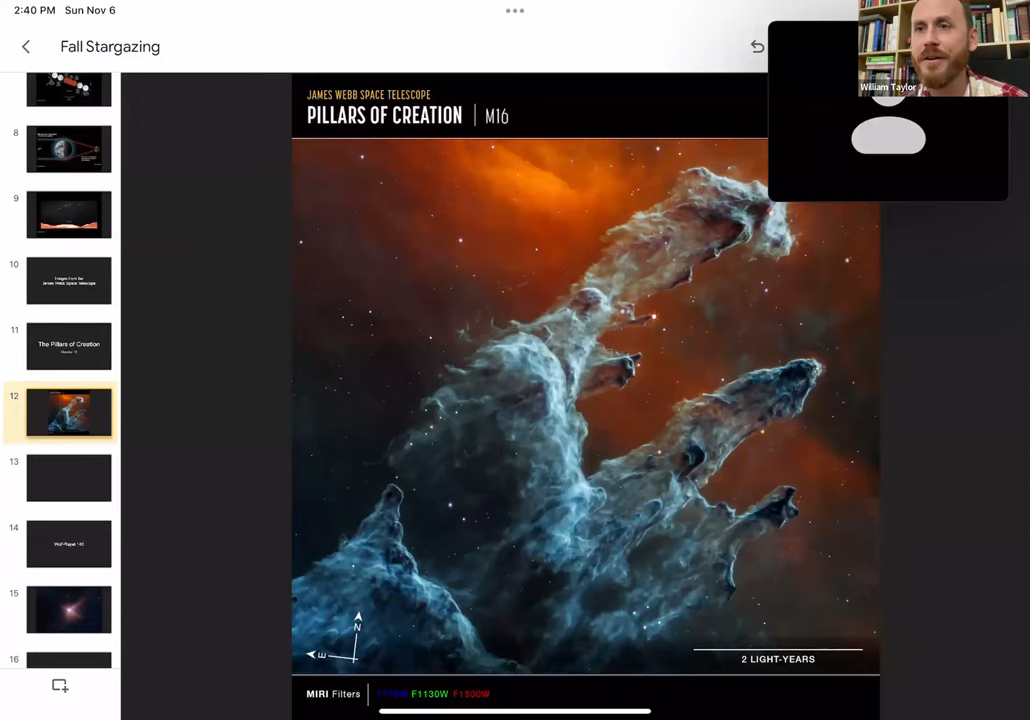 2:40 PM Sun Nov 6
Fall Stargazing
William Taylor
JAMES WEBB SPACE TELESCOPE
PILLARS OF CREATION | M16
8
9
10
Images from the
James Webb Space Telescope
11
The Pillars of Creation
12
13
14
Wolf-Rayet 140
15
16
N
E
2 LIGHT-YEARS
MIRI Filters F1130W F1500W